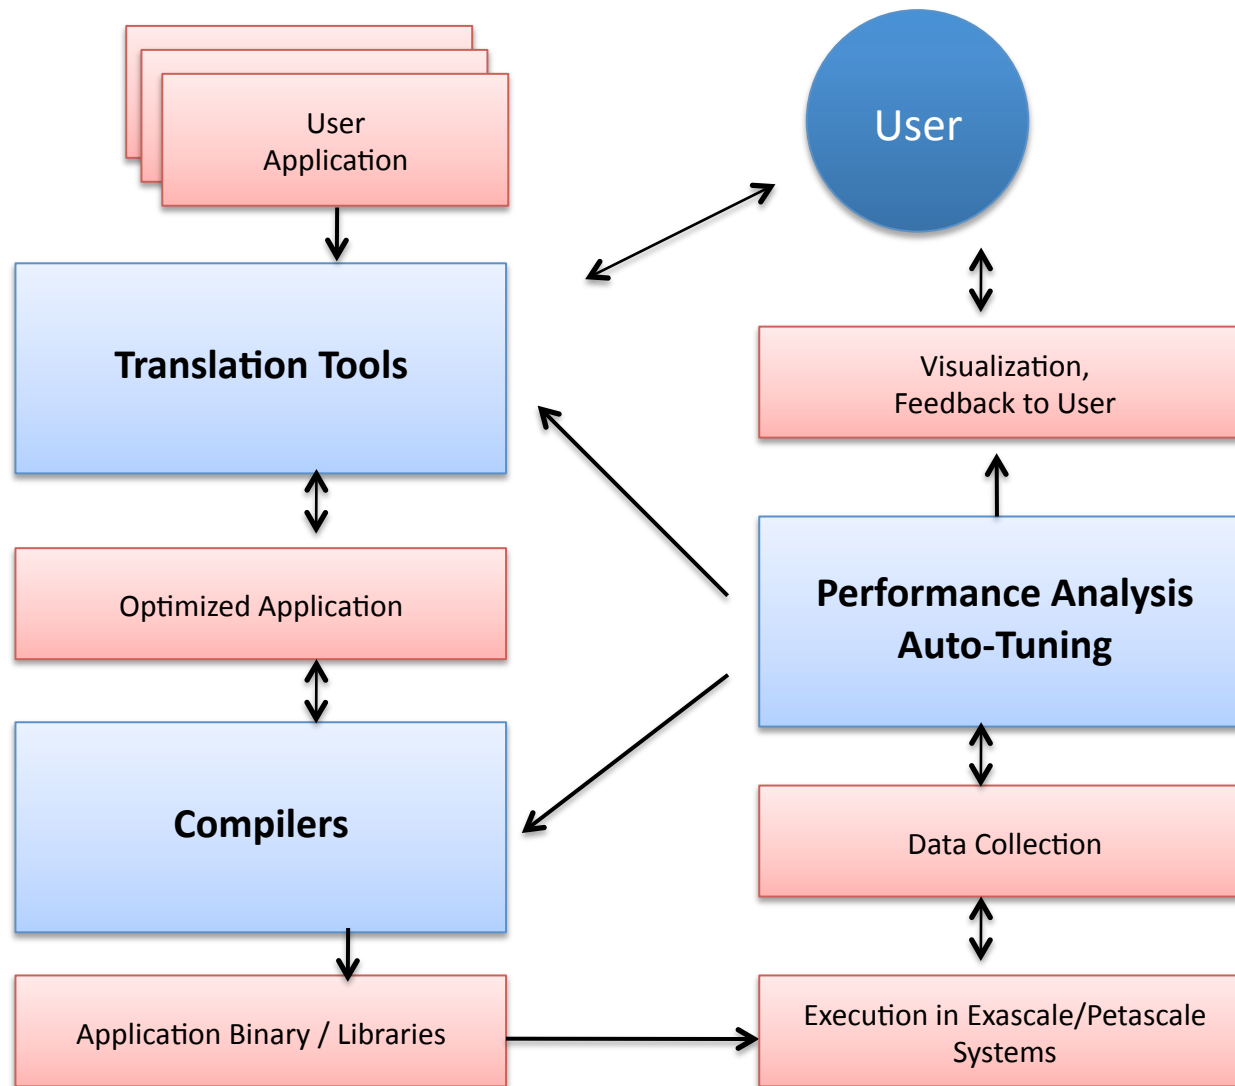 User
Application
User
Translation Tools
Visualization,
Feedback to User
Performance Analysis
Auto-Tuning
Optimized Application
Compilers
Data Collection
Application Binary / Libraries
Execution in Exascale/Petascale
Systems